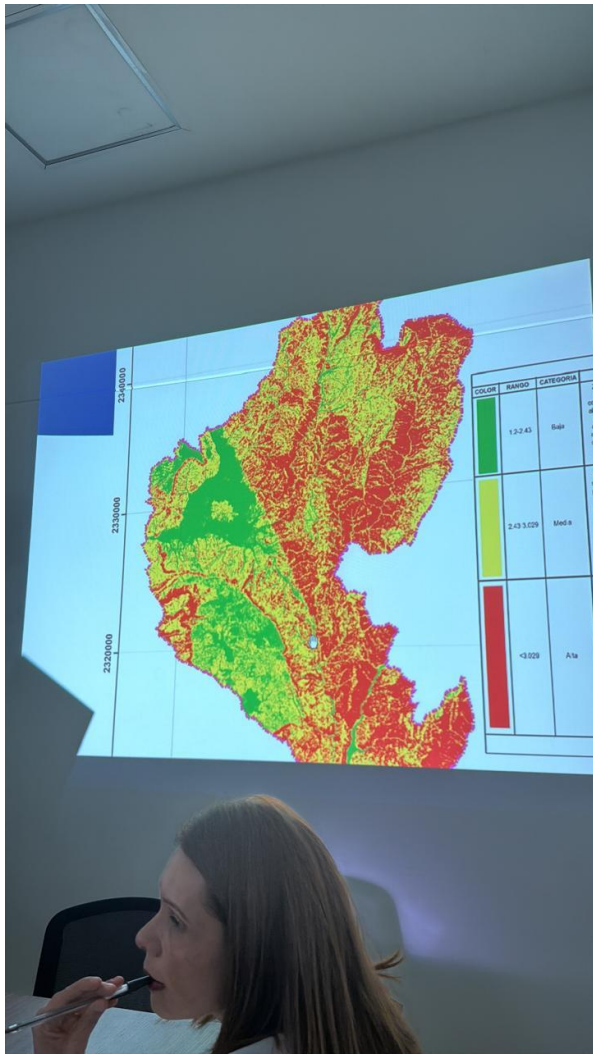 2340000
2330000
2320000
COLOR RANGO CATEGORIA
1.2-2.43 Baja
2.43 3.029 Media
<3.029 Alta